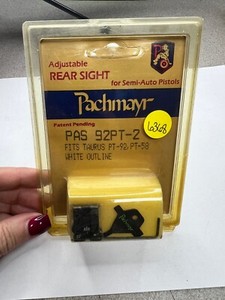 Adjustable
REAR SIGHT
for Semi-Auto Pistols
Pachmayr
Patent Pending
PAS 92PT-2
FITS TAURUS PT-92, PT-58
WHITE OUTLINE